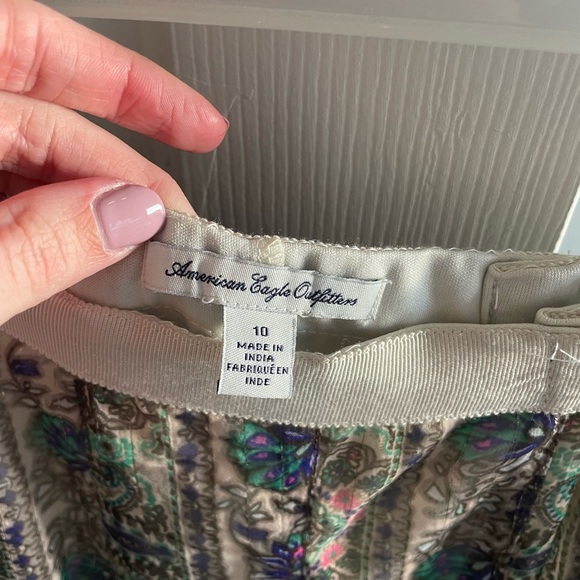 American Eagle Outfitters
10
MADE IN
INDIA
FABRIQUÉ EN
INDE